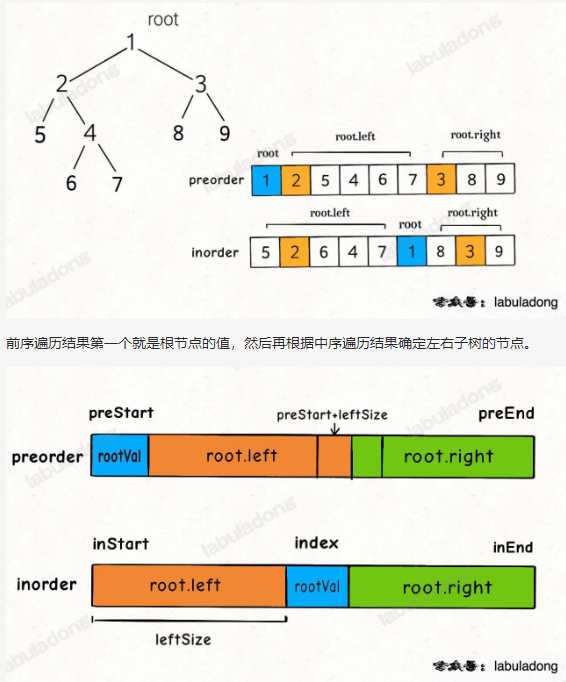 root
1
2 3
5 4 8 9
6 7
root root.left root.right
preorder 1 2 5 4 6 7 3 8 9
root.left root root.right
inorder 5 2 6 4 7 1 8 3 9
labuladong
前序遍历结果第一个就是根节点的值，然后再根据中序遍历结果确定左右子树的节点。
preStart preStart+leftSize preEnd
preorder rootVal root.left root.right
inStart index inEnd
inorder root.left rootVal root.right
leftSize
labuladong